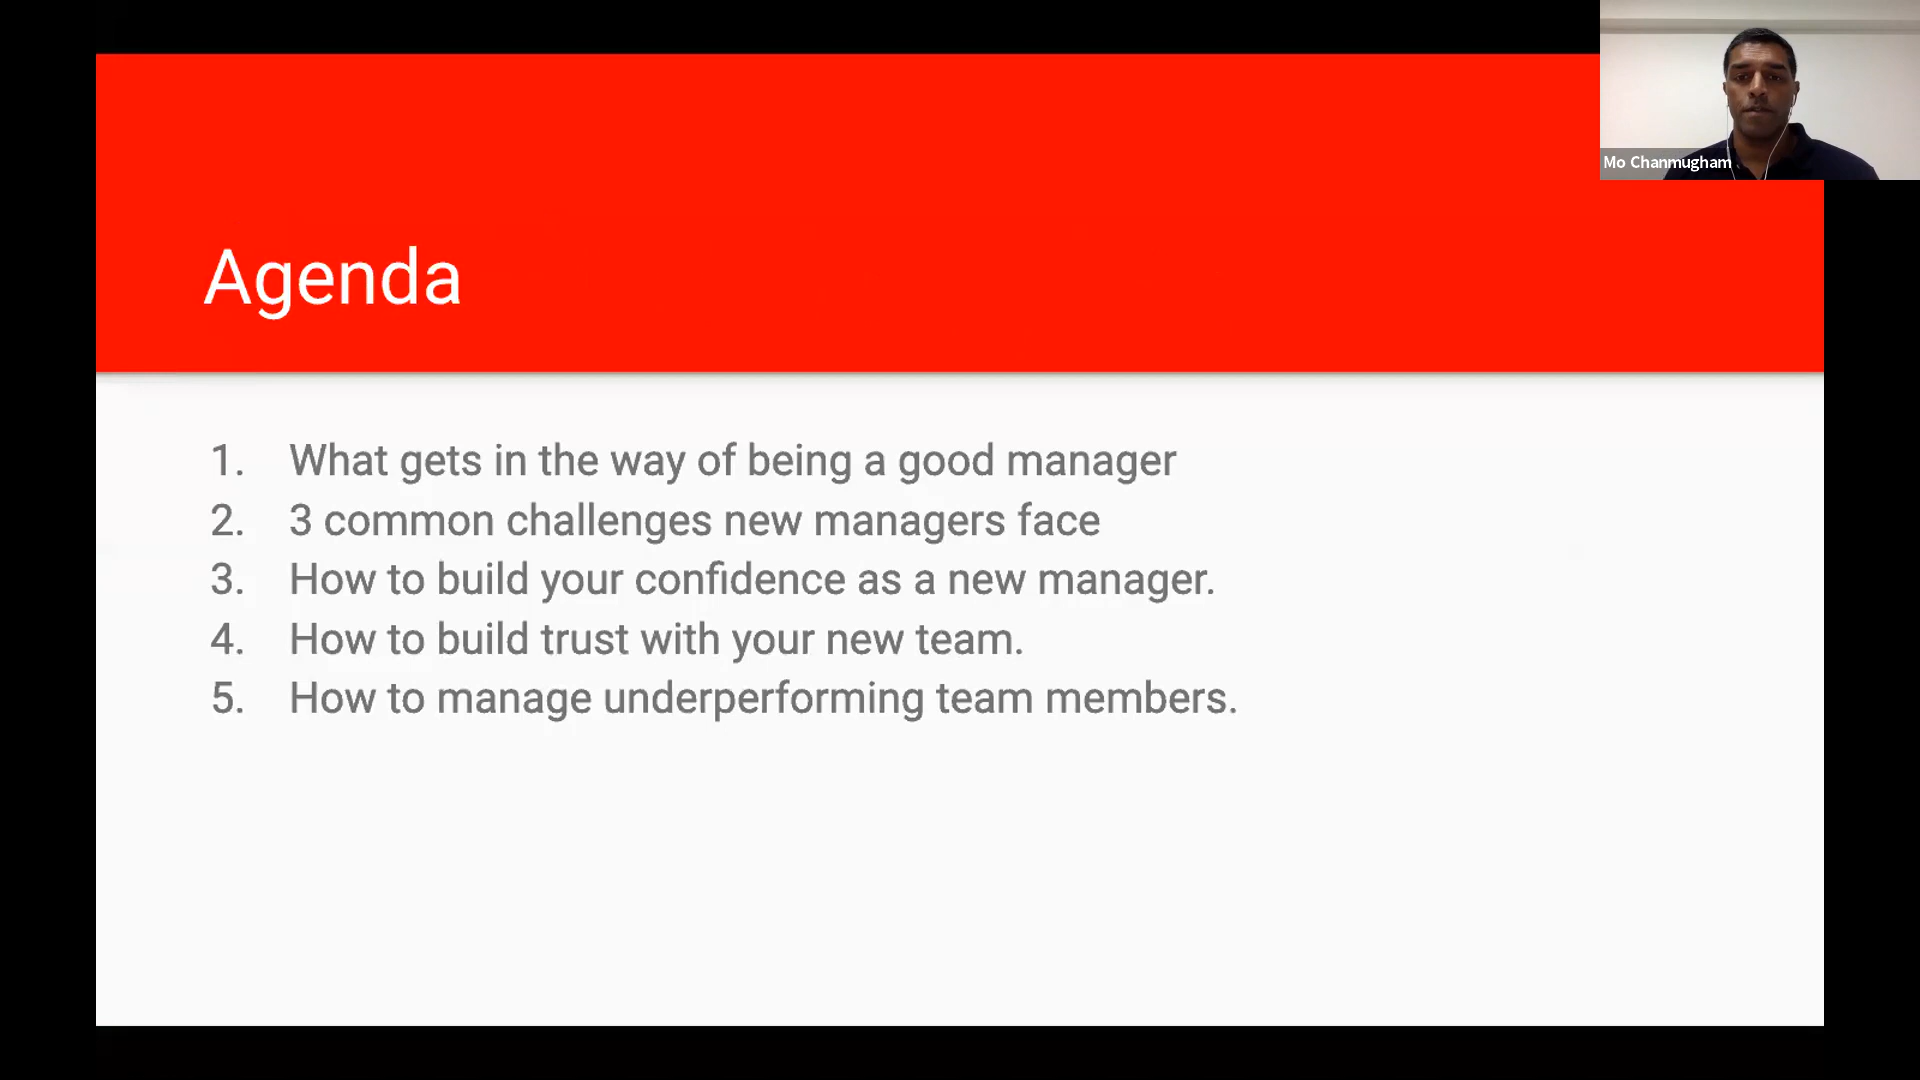 Mo Chanmugham
Agenda
1. What gets in the way of being a good manager
2. 3 common challenges new managers face
3. How to build your confidence as a new manager.
4. How to build trust with your new team.
5. How to manage underperforming team members.